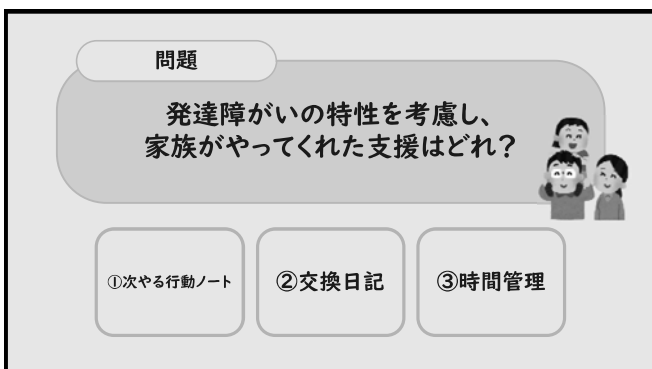 問題
発達障がいの特性を考慮し、
家族がやってくれた支援はどれ？
①次やる行動ノート
②交換日記
③時間管理